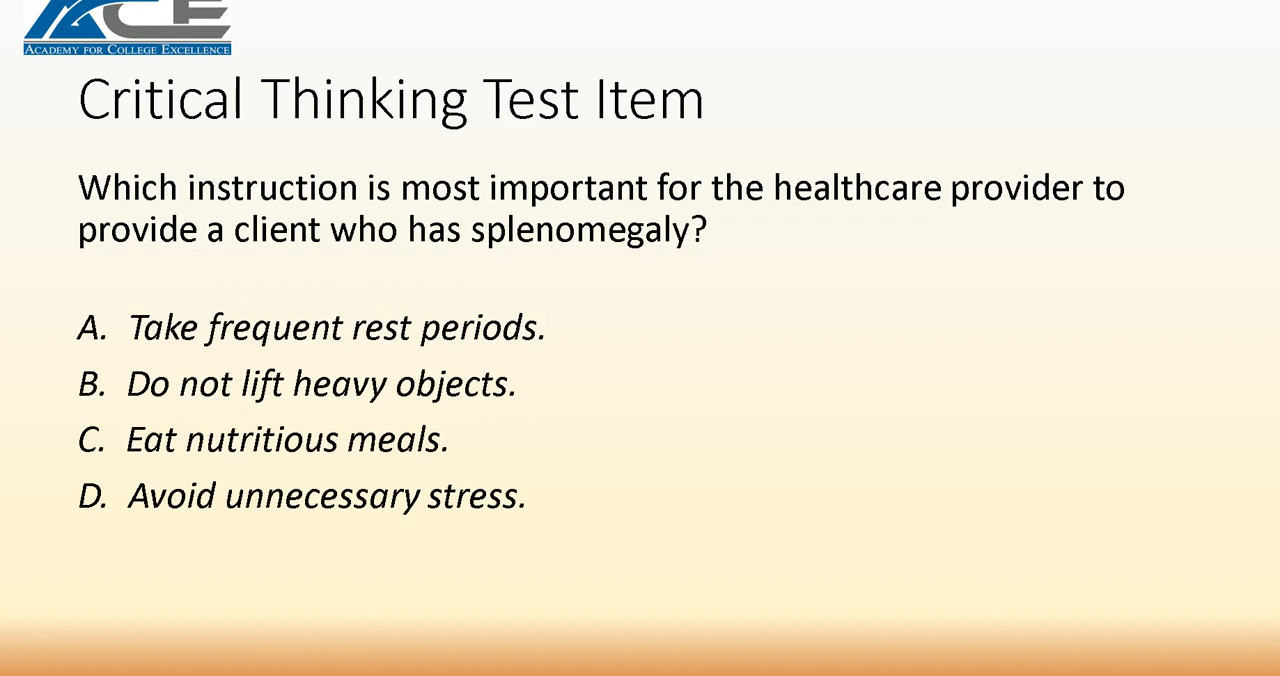 ACE
ACADEMY FOR COLLEGE EXCELLENCE
Critical Thinking Test Item
Which instruction is most important for the healthcare provider to
provide a client who has splenomegaly?
A. Take frequent rest periods.
B. Do not lift heavy objects.
C. Eat nutritious meals.
D. Avoid unnecessary stress.